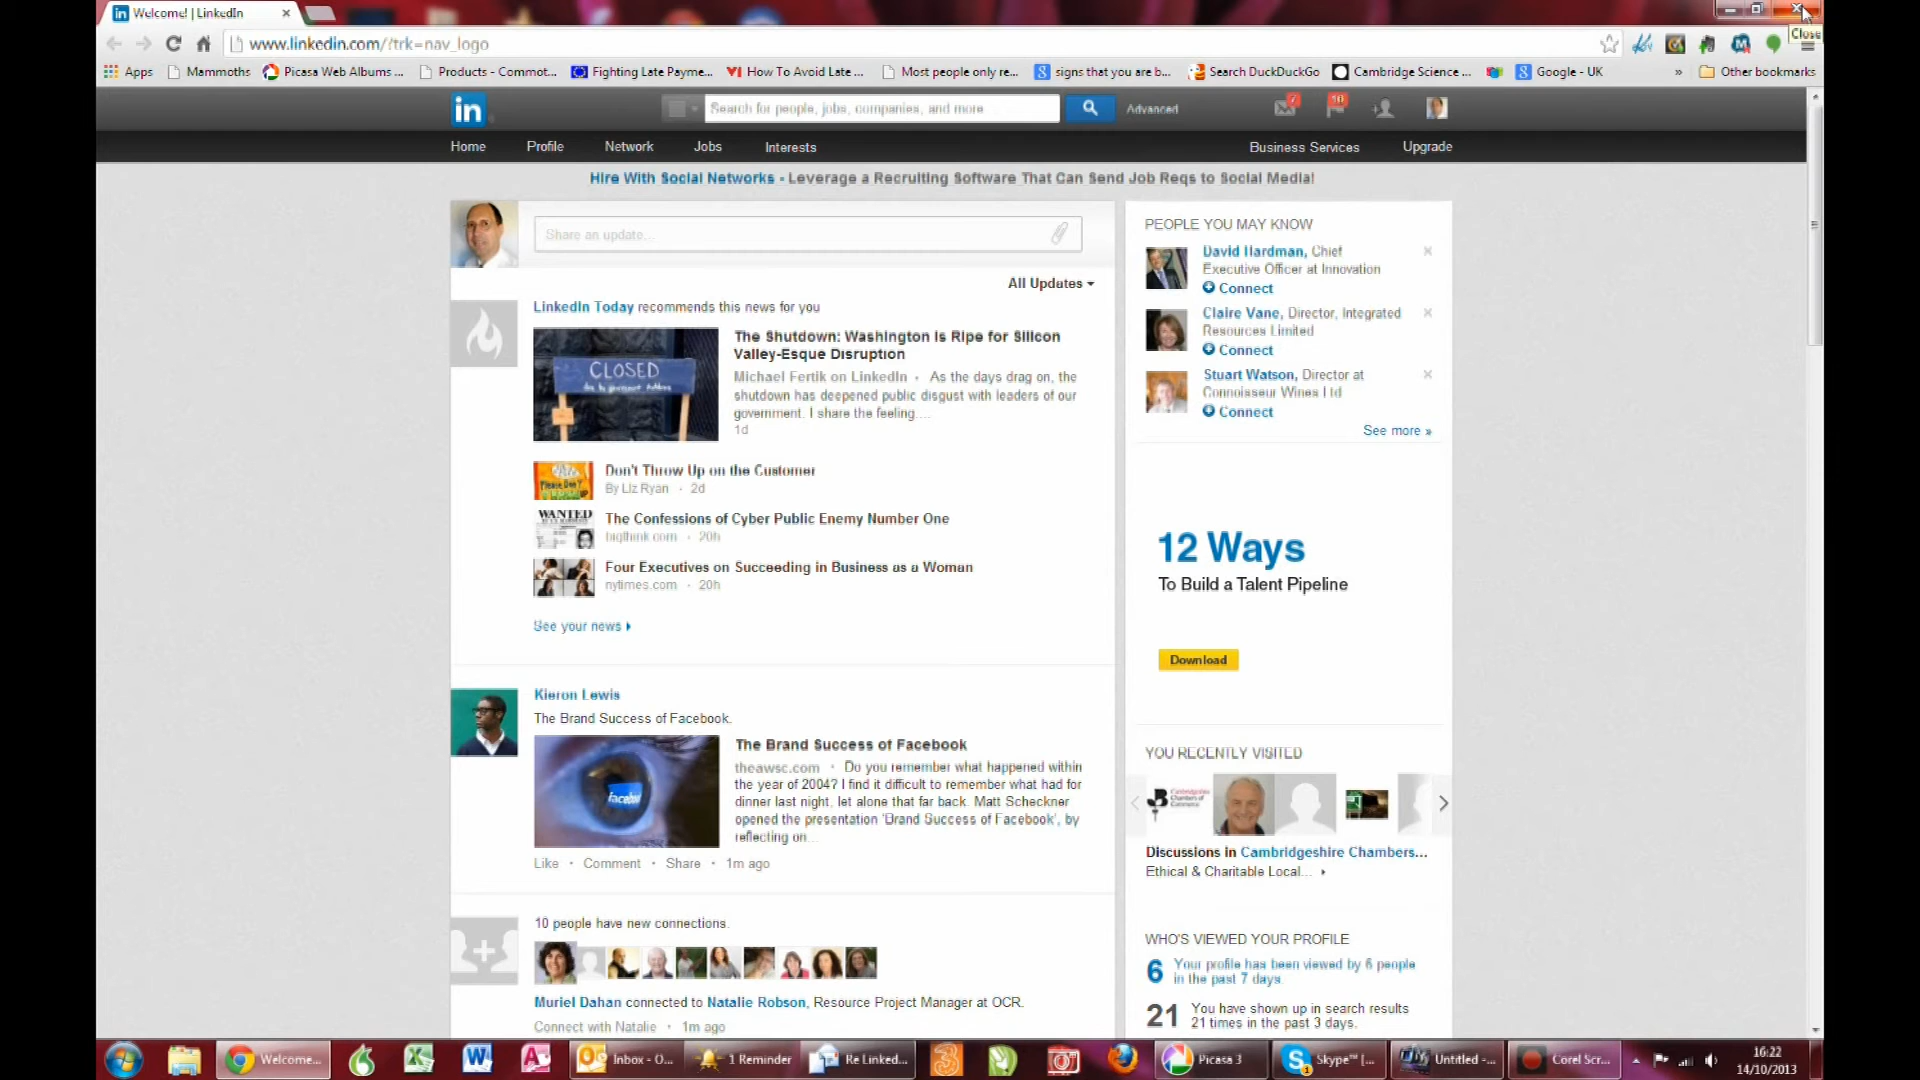 Welcome! | LinkedIn
Close
www.linkedin.com//trk=nav_logo
Apps Mammoths Picasa Web Albums ... Products - Commot... Fighting Late Payme... How To Avoid Late ... Most people only re... signs that you are b... Search DuckDuckGo Cambridge Science ... Google - UK » Other bookmarks
in Search for people, jobs, companies, and more Advanced 7 10
Home Profile Network Jobs Interests Business Services Upgrade
Hire With Social Networks - Leverage a Recruiting Software That Can Send Job Reqs to Social Media!
Share an update...
All Updates
LinkedIn Today recommends this news for you
CLOSED
The Shutdown: Washington is Ripe for Silicon
Valley-Esque Disruption
Michael Fertik on LinkedIn · As the days drag on, the
shutdown has deepened public disgust with leaders of our
government. I share the feeling....
1d
Don't Throw Up on the Customer
By Liz Ryan · 2d
WANTED
The Confessions of Cyber Public Enemy Number One
bigthink.com · 20h
Four Executives on Succeeding in Business as a Woman
nytimes.com · 20h
See your news
Kieron Lewis
The Brand Success of Facebook.
facebook
The Brand Success of Facebook
theawsc.com · Do you remember what happened within
the year of 2004? I find it difficult to remember what had for
dinner last night, let alone that far back. Matt Scheckner
opened the presentation 'Brand Success of Facebook', by
reflecting on...
Like · Comment · Share · 1m ago
10 people have new connections.
Muriel Dahan connected to Natalie Robson, Resource Project Manager at OCR.
Connect with Natalie · 1m ago
PEOPLE YOU MAY KNOW
David Hardman, Chief
Executive Officer at Innovation
Connect
Claire Vane, Director, Integrated
Resources Limited
Connect
Stuart Watson, Director at
Connoisseur Wines Ltd
Connect
See more »
12 Ways
To Build a Talent Pipeline
Download
YOU RECENTLY VISITED
Discussions in Cambridgeshire Chambers...
Ethical & Charitable Local...
WHO'S VIEWED YOUR PROFILE
6 Your profile has been viewed by 6 people
in the past 7 days.
21 You have shown up in search results
21 times in the past 3 days.
Welcome... Inbox - O... 1 Reminder Re Linked... 3 Picasa 3 Skype™ [... Untitled -... Corel Scr... 16:22
14/10/2013